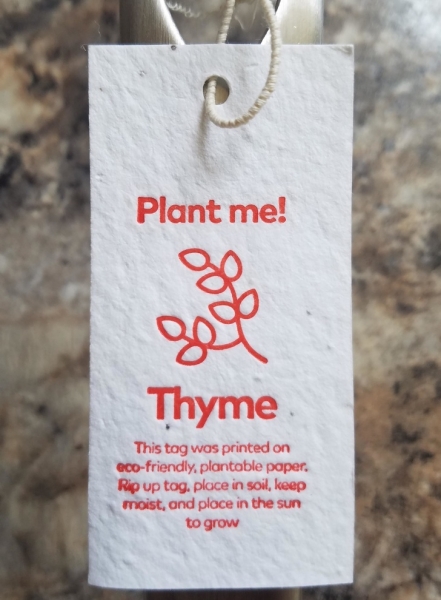 Plant me!
Thyme
This tag was printed on
eco-friendly, plantable paper.
Rip up tag, place in soil, keep
moist, and place in the sun
to grow